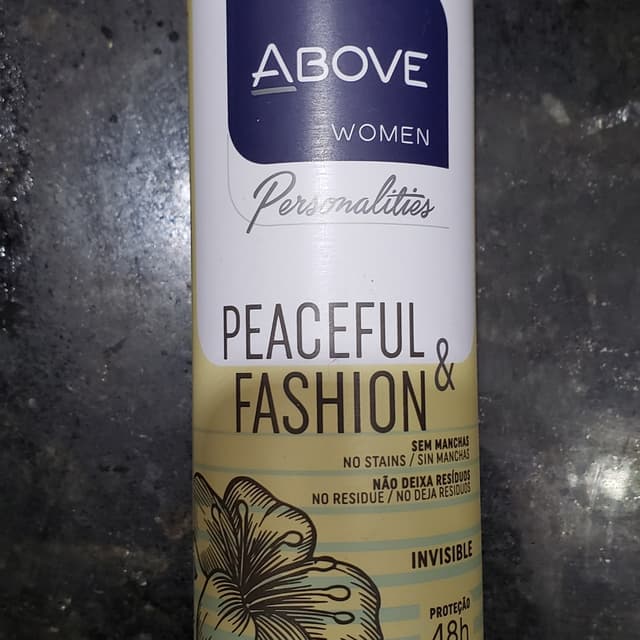 ABOVE
WOMEN
Personalities
PEACEFUL &
FASHION
SEM MANCHAS
NO STAINS / SIN MANCHAS
NÃO DEIXA RESÍDUOS
NO RESIDUE / NO DEJA RESIDUOS
INVISIBLE
PROTEÇÃO
48h